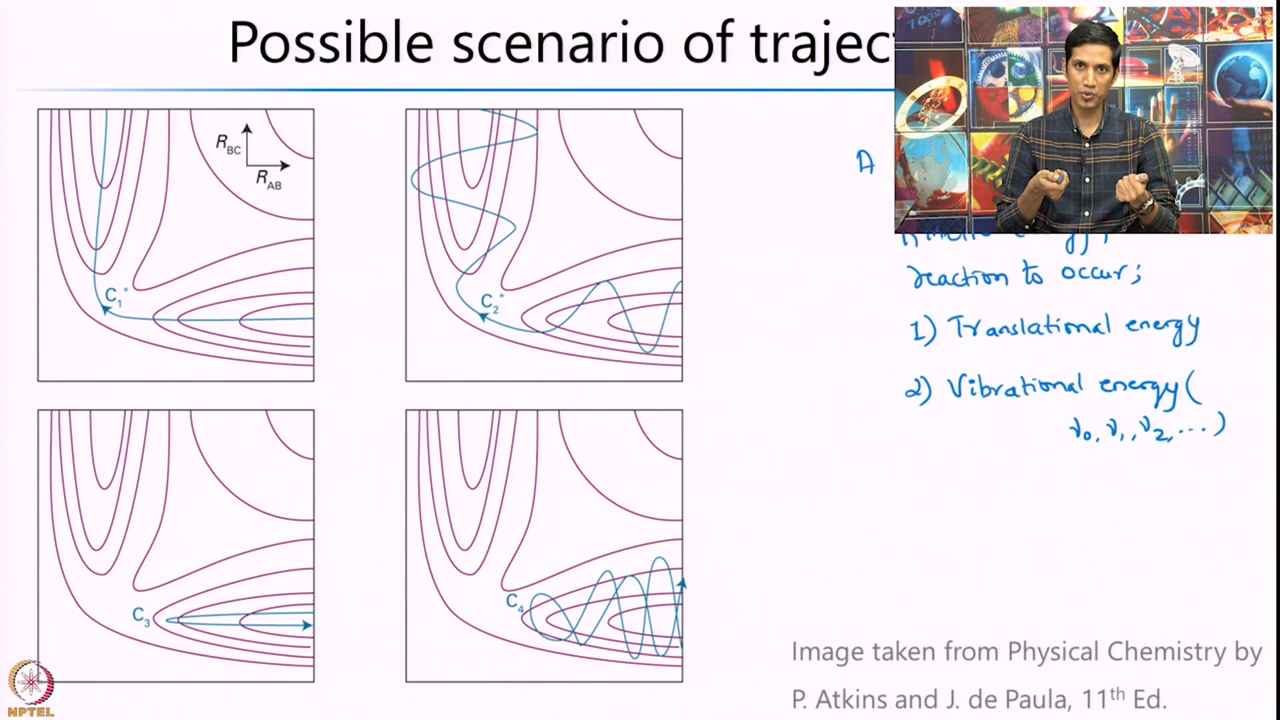 Possible scenario of trajec
R_BC
R_AB
C₁*
C₂*
A
reaction to occur;
1) Translational energy
2) Vibrational energy (
ν₀, ν₁, ν₂, ...)
C₃
C₄
Image taken from Physical Chemistry by
P. Atkins and J. de Paula, 11th Ed.
NPTEL